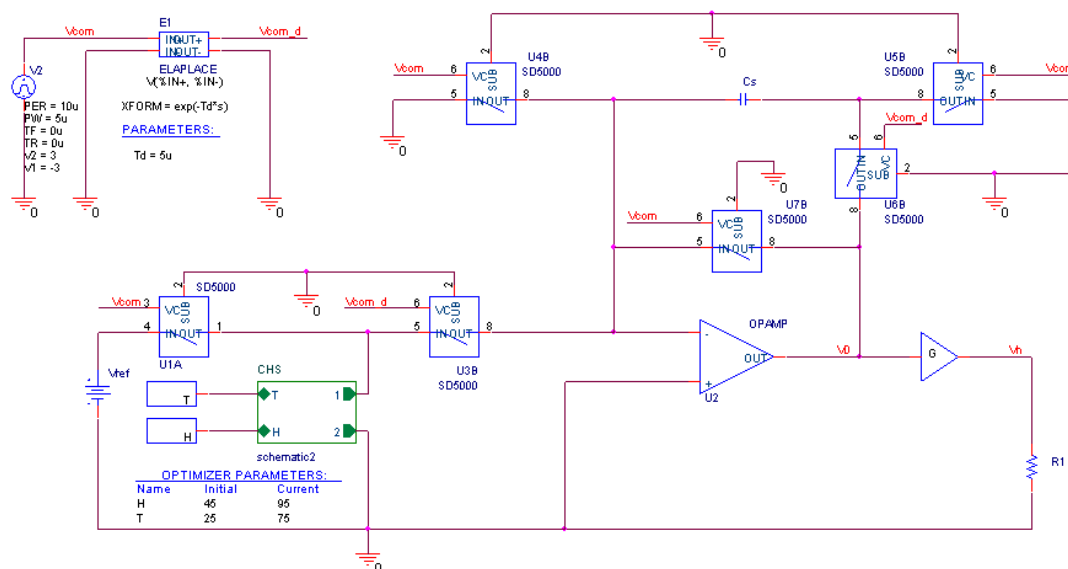 Vcom
E1
Vcom_d
IN+ OUT+
IN- OUT-
V2
ELAPLACE
V(%IN+, %IN-)
PER = 10u
PW = 5u
TF = 0u
TR = 0u
V2 = 3
V1 = -3
XFORM = exp(-Td*s)
PARAMETERS:
Td = 5u
0
0
0
U4B
SD5000
Vcom
6
2
VC
SUB
5
IN OUT
8
0
0
Cs
U5B
SD5000
2
6
Vcom
SUB
VC
8
OUT IN
5
Vcom_d
5
6
OUT IN
VC
SUB
2
8
U6B
SD5000
0
0
U7B
SD5000
2
Vcom
6
VC
SUB
5
IN OUT
8
SD5000
2
Vcom
3
VC
SUB
4
IN OUT
1
U1A
0
Vcom_d
6
2
VC
SUB
5
IN OUT
8
U3B
SD5000
OPAMP
-
+
OUT
U2
V0
G
Vh
R1
Vref
CHS
T
T
1
H
H
2
schematic2
OPTIMIZER PARAMETERS:
Name Initial Current
H 45 95
T 25 75
0